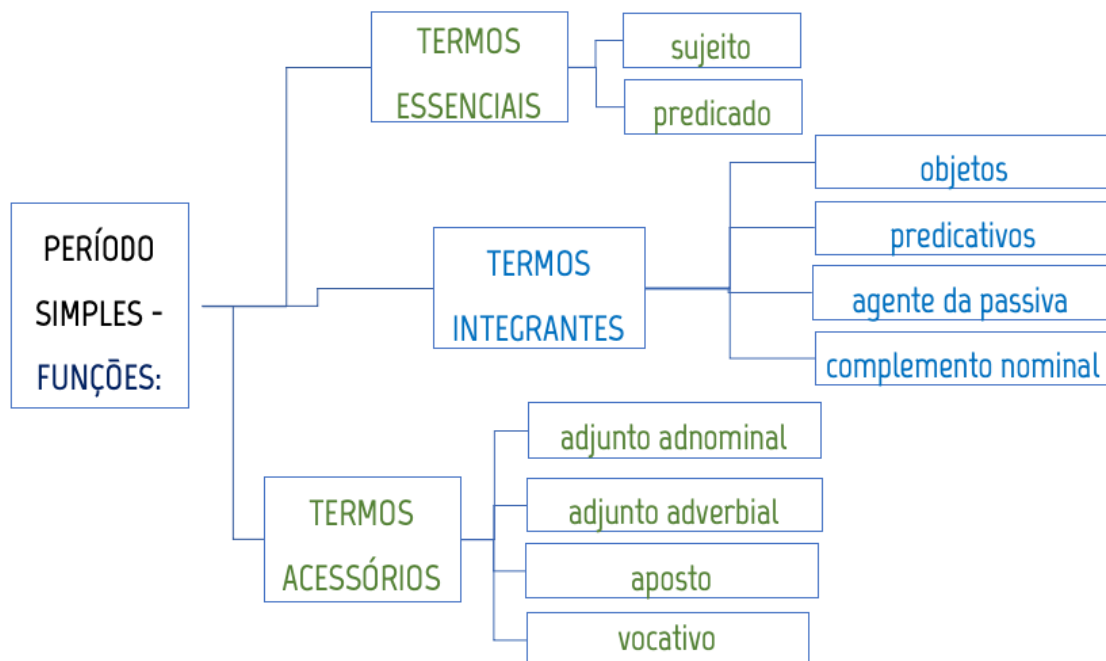 PERÍODO
SIMPLES -
FUNÇÕES:
TERMOS
ESSENCIAIS
sujeito
predicado
TERMOS
INTEGRANTES
objetos
predicativos
agente da passiva
complemento nominal
TERMOS
ACESSÓRIOS
adjunto adnominal
adjunto adverbial
aposto
vocativo